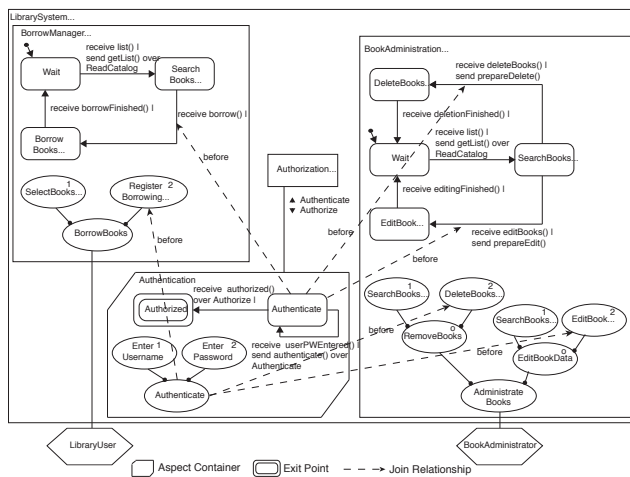 LibrarySystem...
BorrowManager...
receive list() |
send getList() over
ReadCatalog
Wait
Search
Books...
receive borrowFinished() |
receive borrow() |
Borrow
Books...
before
SelectBooks...
1
Register
Borrowing...
2
BorrowBooks
before
Authorization...
Authenticate
Authorize
BookAdministration...
receive deleteBooks() |
send prepareDelete()
DeleteBooks...
receive deletionFinished() |
receive list() |
send getList() over
ReadCatalog
Wait
SearchBooks...
before
receive editingFinished() |
EditBook...
receive editBooks() |
send prepareEdit()
before
Authentication
receive authorized()
over Authorize |
Authorized
Authenticate
receive userPWEntered() |
send authenticate() over
Authenticate
Enter
1
Username
Enter
2
Password
Authenticate
before
before
SearchBooks...
1
DeleteBooks...
2
RemoveBooks
o
SearchBooks...
1
EditBook...
2
EditBookData
o
Administrate
Books
LibraryUser
BookAdministrator
Aspect Container
Exit Point
Join Relationship